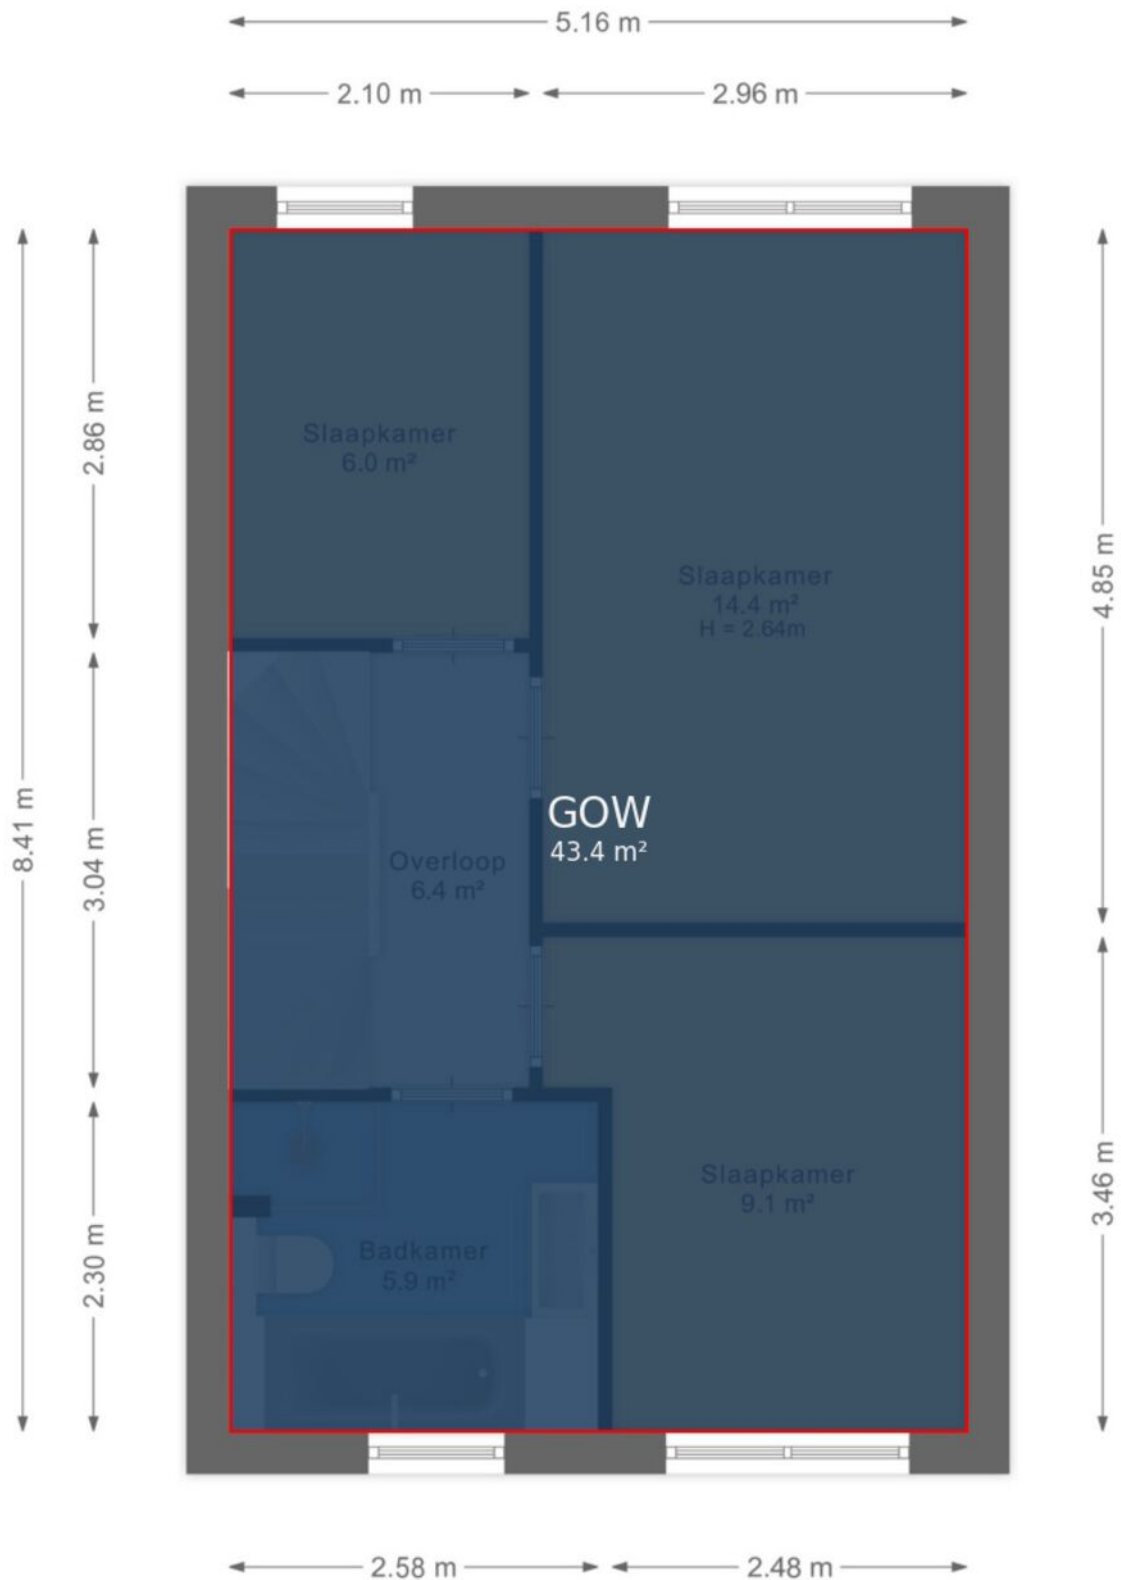 5.16 m
2.10 m
2.96 m
2.86 m
Slaapkamer
6.0 m²
Slaapkamer
14.4 m²
H = 2.64m
4.85 m
8.41 m
3.04 m
GOW
43.4 m²
Overloop
6.4 m²
3.46 m
Slaapkamer
9.1 m²
2.30 m
Badkamer
5.9 m²
2.58 m
2.48 m